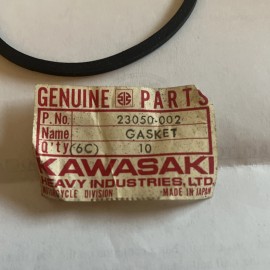 GENUINE PARTS
P. No. 23050-002
Name GASKET
Q'ty (6C) 10
KAWASAKI
HEAVY INDUSTRIES, LTD.
MOTORCYCLE DIVISION MADE IN JAPAN